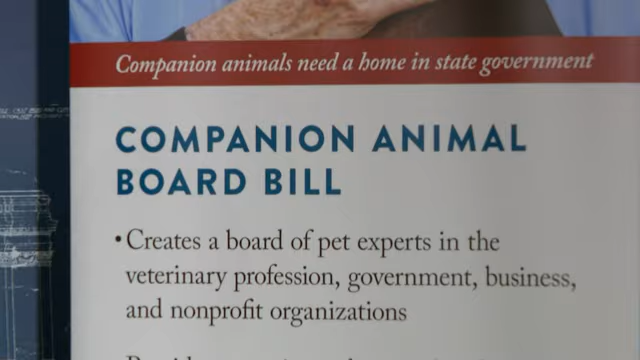 Companion animals need a home in state government
COMPANION ANIMAL
BOARD BILL
•Creates a board of pet experts in the
veterinary profession, government, business,
and nonprofit organizations